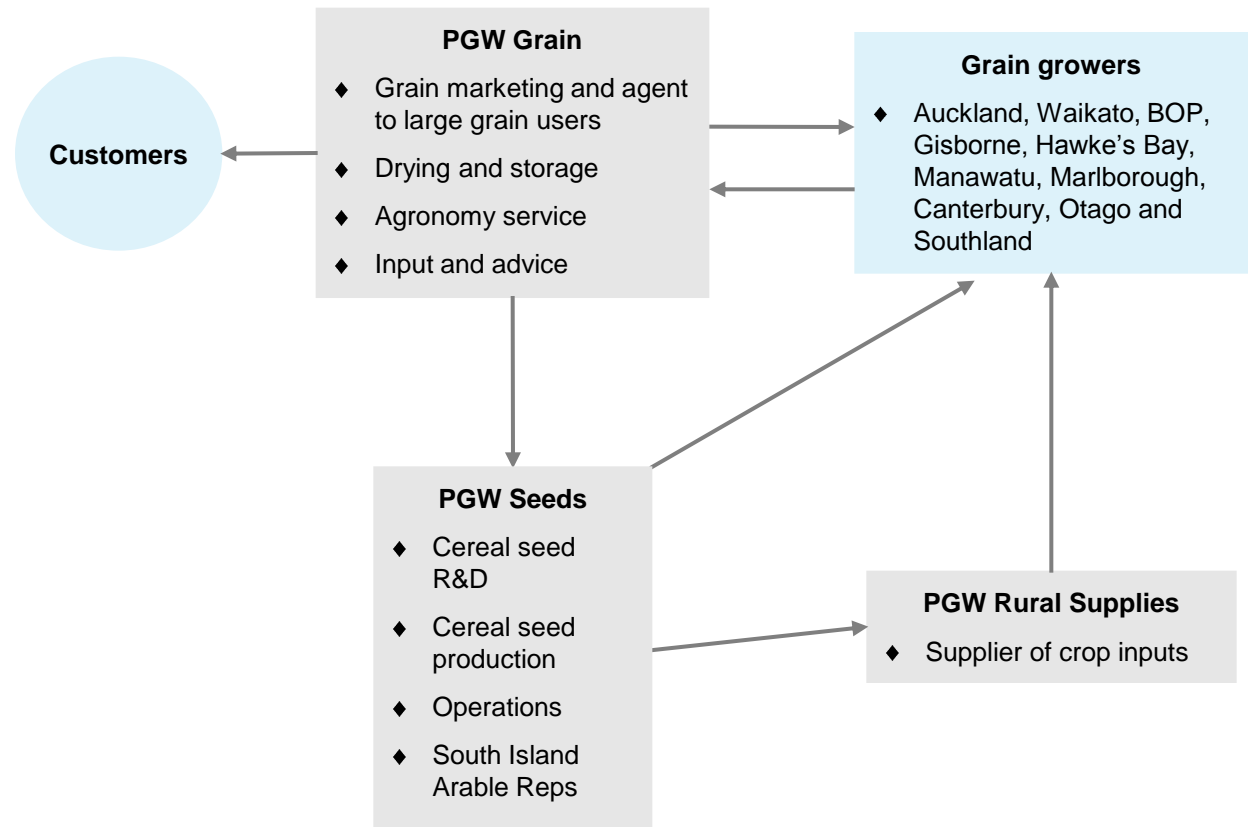 PGW Grain
♦ Grain marketing and agent
to large grain users
♦ Drying and storage
♦ Agronomy service
♦ Input and advice
Customers
Grain growers
♦ Auckland, Waikato, BOP,
Gisborne, Hawke’s Bay,
Manawatu, Marlborough,
Canterbury, Otago and
Southland
PGW Seeds
♦ Cereal seed
R&D
♦ Cereal seed
production
♦ Operations
♦ South Island
Arable Reps
PGW Rural Supplies
♦ Supplier of crop inputs